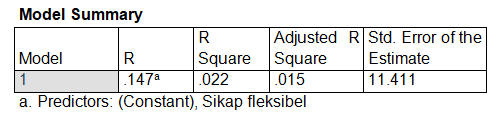 Model Summary
Model R R Square Adjusted R Square Std. Error of the Estimate
1 .147a .022 .015 11.411
a. Predictors: (Constant), Sikap fleksibel